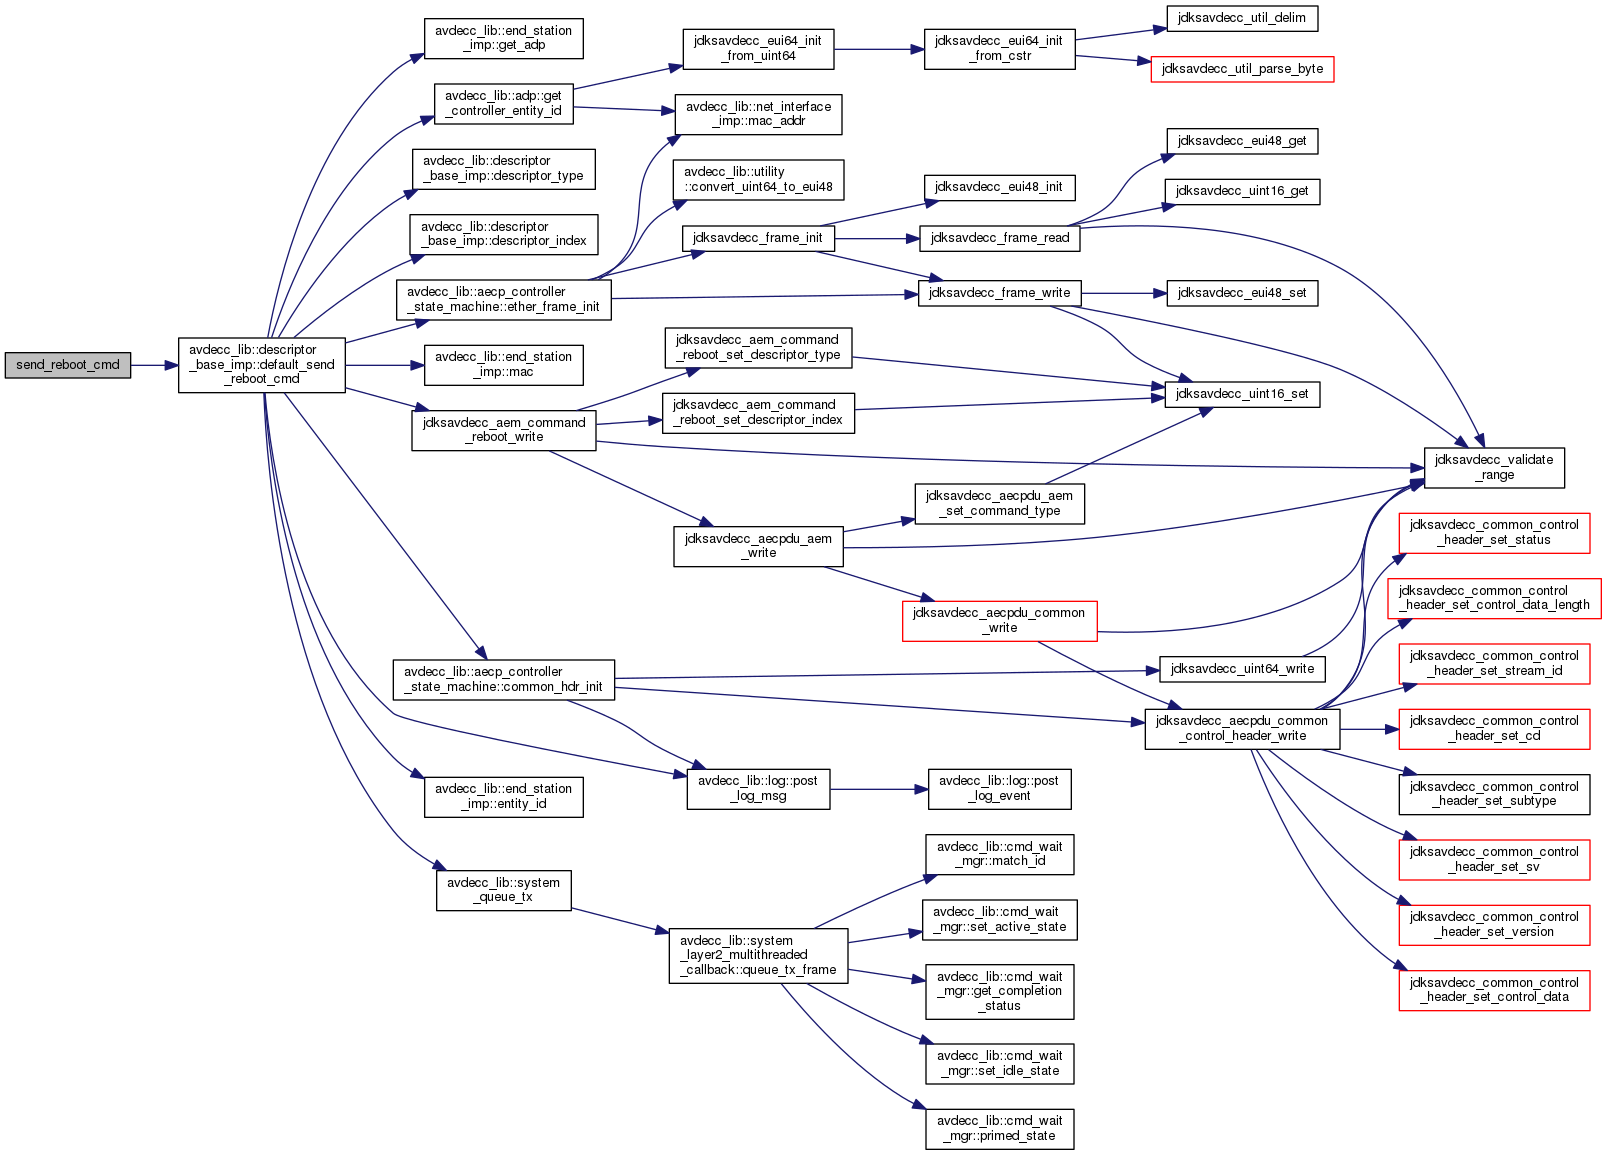 send_reboot_cmd
avdecc_lib::descriptor
_base_imp::default_send
_reboot_cmd
avdecc_lib::end_station
_imp::get_adp
avdecc_lib::adp::get
_controller_entity_id
avdecc_lib::descriptor
_base_imp::descriptor_type
avdecc_lib::descriptor
_base_imp::descriptor_index
avdecc_lib::aecp_controller
_state_machine::ether_frame_init
avdecc_lib::end_station
_imp::mac
jdksavdecc_aem_command
_reboot_write
avdecc_lib::aecp_controller
_state_machine::common_hdr_init
avdecc_lib::end_station
_imp::entity_id
avdecc_lib::system
_queue_tx
jdksavdecc_eui64_init
_from_uint64
avdecc_lib::net_interface
_imp::mac_addr
avdecc_lib::utility
::convert_uint64_to_eui48
jdksavdecc_frame_init
jdksavdecc_aem_command
_reboot_set_descriptor_type
jdksavdecc_aem_command
_reboot_set_descriptor_index
jdksavdecc_aecpdu_aem
_write
avdecc_lib::log::post
_log_msg
avdecc_lib::system
_layer2_multithreaded
_callback::queue_tx_frame
jdksavdecc_eui64_init
_from_cstr
jdksavdecc_eui48_init
jdksavdecc_frame_read
jdksavdecc_frame_write
jdksavdecc_aecpdu_aem
_set_command_type
jdksavdecc_aecpdu_common
_write
avdecc_lib::log::post
_log_event
avdecc_lib::cmd_wait
_mgr::match_id
avdecc_lib::cmd_wait
_mgr::set_active_state
avdecc_lib::cmd_wait
_mgr::get_completion
_status
avdecc_lib::cmd_wait
_mgr::set_idle_state
avdecc_lib::cmd_wait
_mgr::primed_state
jdksavdecc_util_delim
jdksavdecc_util_parse_byte
jdksavdecc_eui48_get
jdksavdecc_uint16_get
jdksavdecc_eui48_set
jdksavdecc_uint16_set
jdksavdecc_uint64_write
jdksavdecc_aecpdu_common
_control_header_write
jdksavdecc_validate
_range
jdksavdecc_common_control
_header_set_status
jdksavdecc_common_control
_header_set_control_data_length
jdksavdecc_common_control
_header_set_stream_id
jdksavdecc_common_control
_header_set_cd
jdksavdecc_common_control
_header_set_subtype
jdksavdecc_common_control
_header_set_sv
jdksavdecc_common_control
_header_set_version
jdksavdecc_common_control
_header_set_control_data